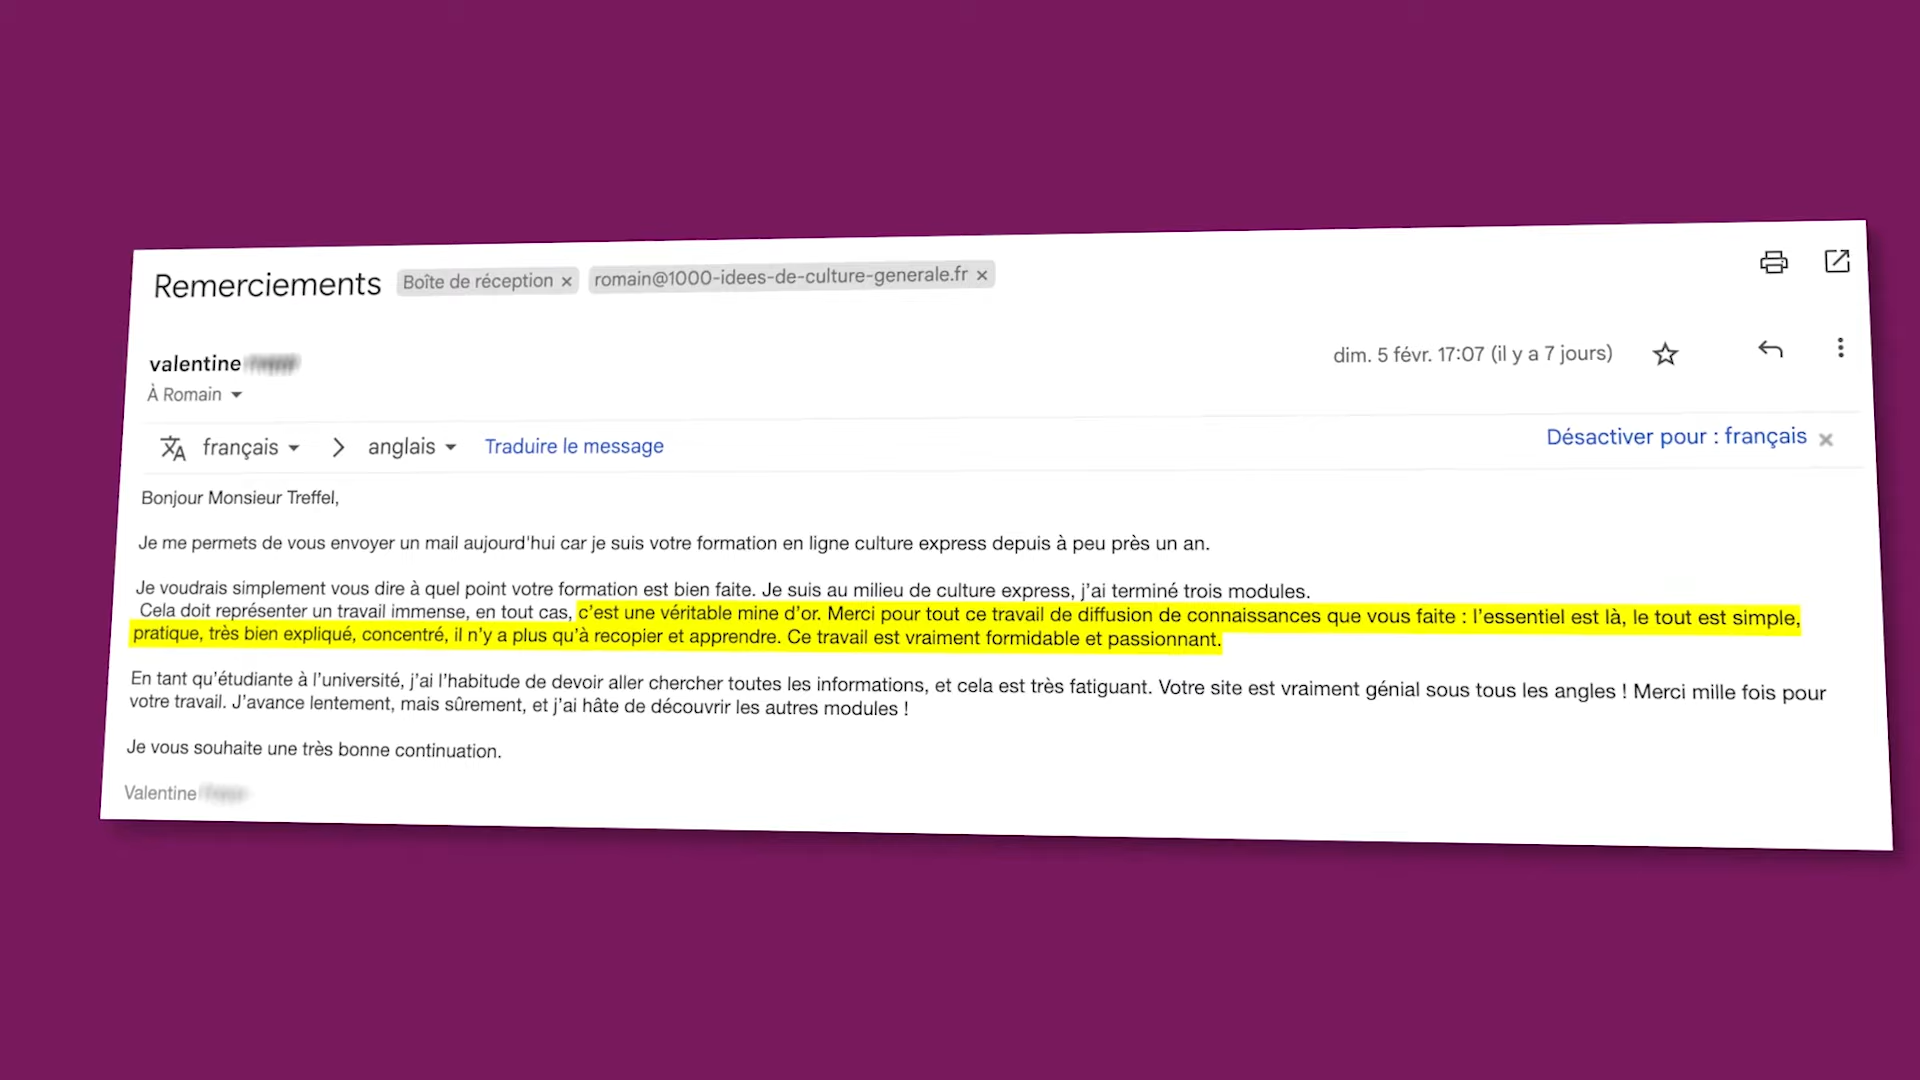 Remerciements Boîte de réception × romain@1000-idees-de-culture-generale.fr ×
valentine
dim. 5 févr. 17:07 (il y a 7 jours)
À Romain
français > anglais Traduire le message
Désactiver pour : français ×
Bonjour Monsieur Treffel,
Je me permets de vous envoyer un mail aujourd'hui car je suis votre formation en ligne culture express depuis à peu près un an.
Je voudrais simplement vous dire à quel point votre formation est bien faite. Je suis au milieu de culture express, j’ai terminé trois modules.
Cela doit représenter un travail immense, en tout cas, c’est une véritable mine d’or. Merci pour tout ce travail de diffusion de connaissances que vous faite : l’essentiel est là, le tout est simple,
pratique, très bien expliqué, concentré, il n’y a plus qu’à recopier et apprendre. Ce travail est vraiment formidable et passionnant.
En tant qu’étudiante à l’université, j’ai l’habitude de devoir aller chercher toutes les informations, et cela est très fatiguant. Votre site est vraiment génial sous tous les angles ! Merci mille fois pour
votre travail. J’avance lentement, mais sûrement, et j’ai hâte de découvrir les autres modules !
Je vous souhaite une très bonne continuation.
Valentine